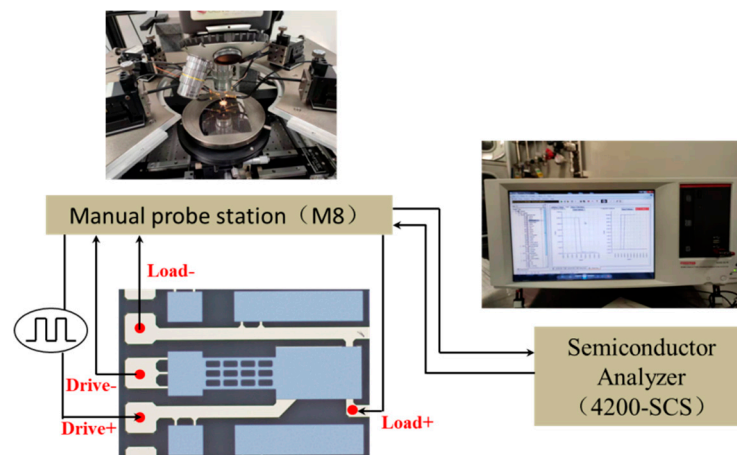 Manual probe station（M8）
Load-
Drive-
Drive+
Load+
Semiconductor
Analyzer
（4200-SCS）